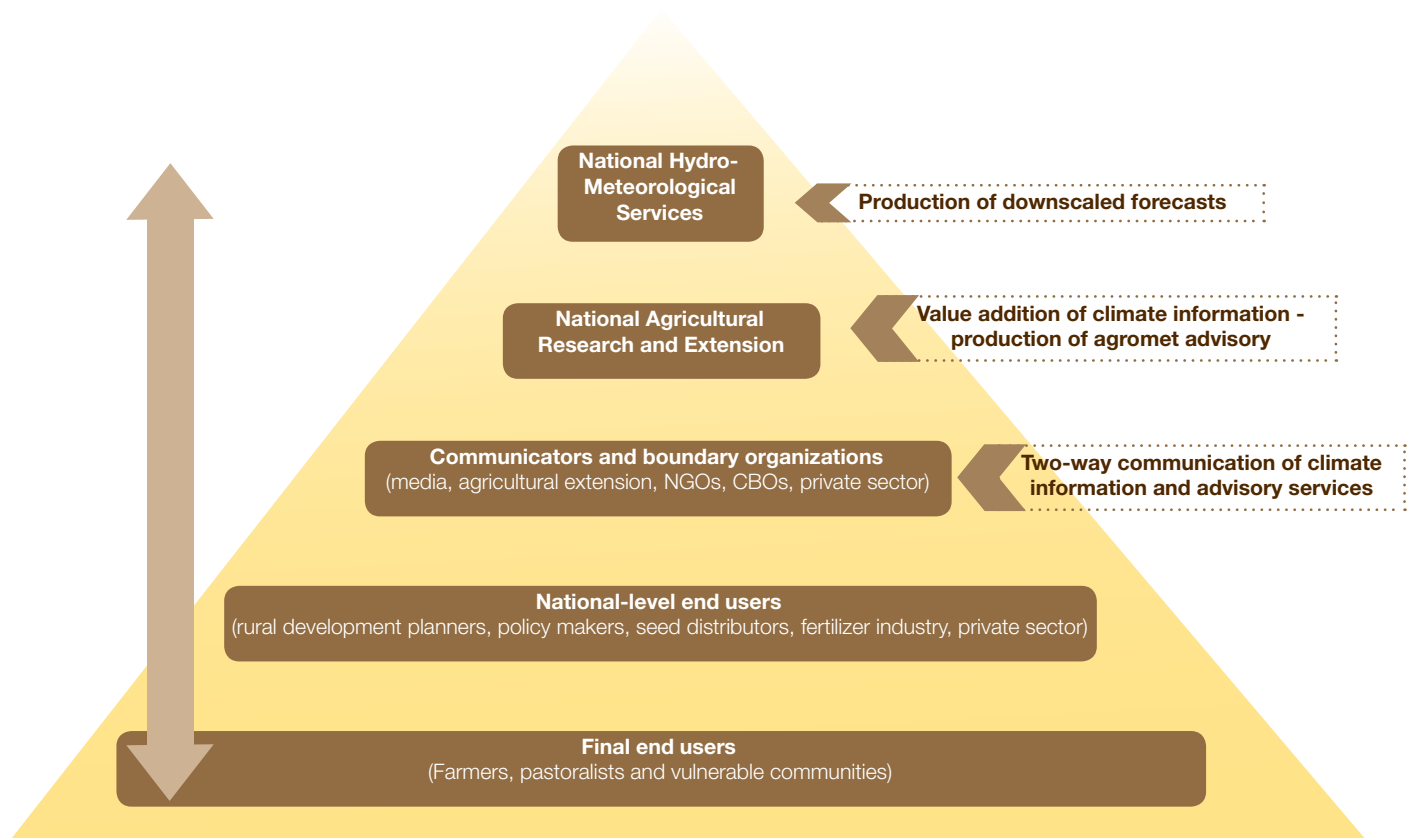 National Hydro-
Meteorological
Services
Production of downscaled forecasts
National Agricultural
Research and Extension
Value addition of climate information -
production of agromet advisory
Communicators and boundary organizations
(media, agricultural extension, NGOs, CBOs, private sector)
Two-way communication of climate
information and advisory services
National-level end users
(rural development planners, policy makers, seed distributors, fertilizer industry, private sector)
Final end users
(Farmers, pastoralists and vulnerable communities)